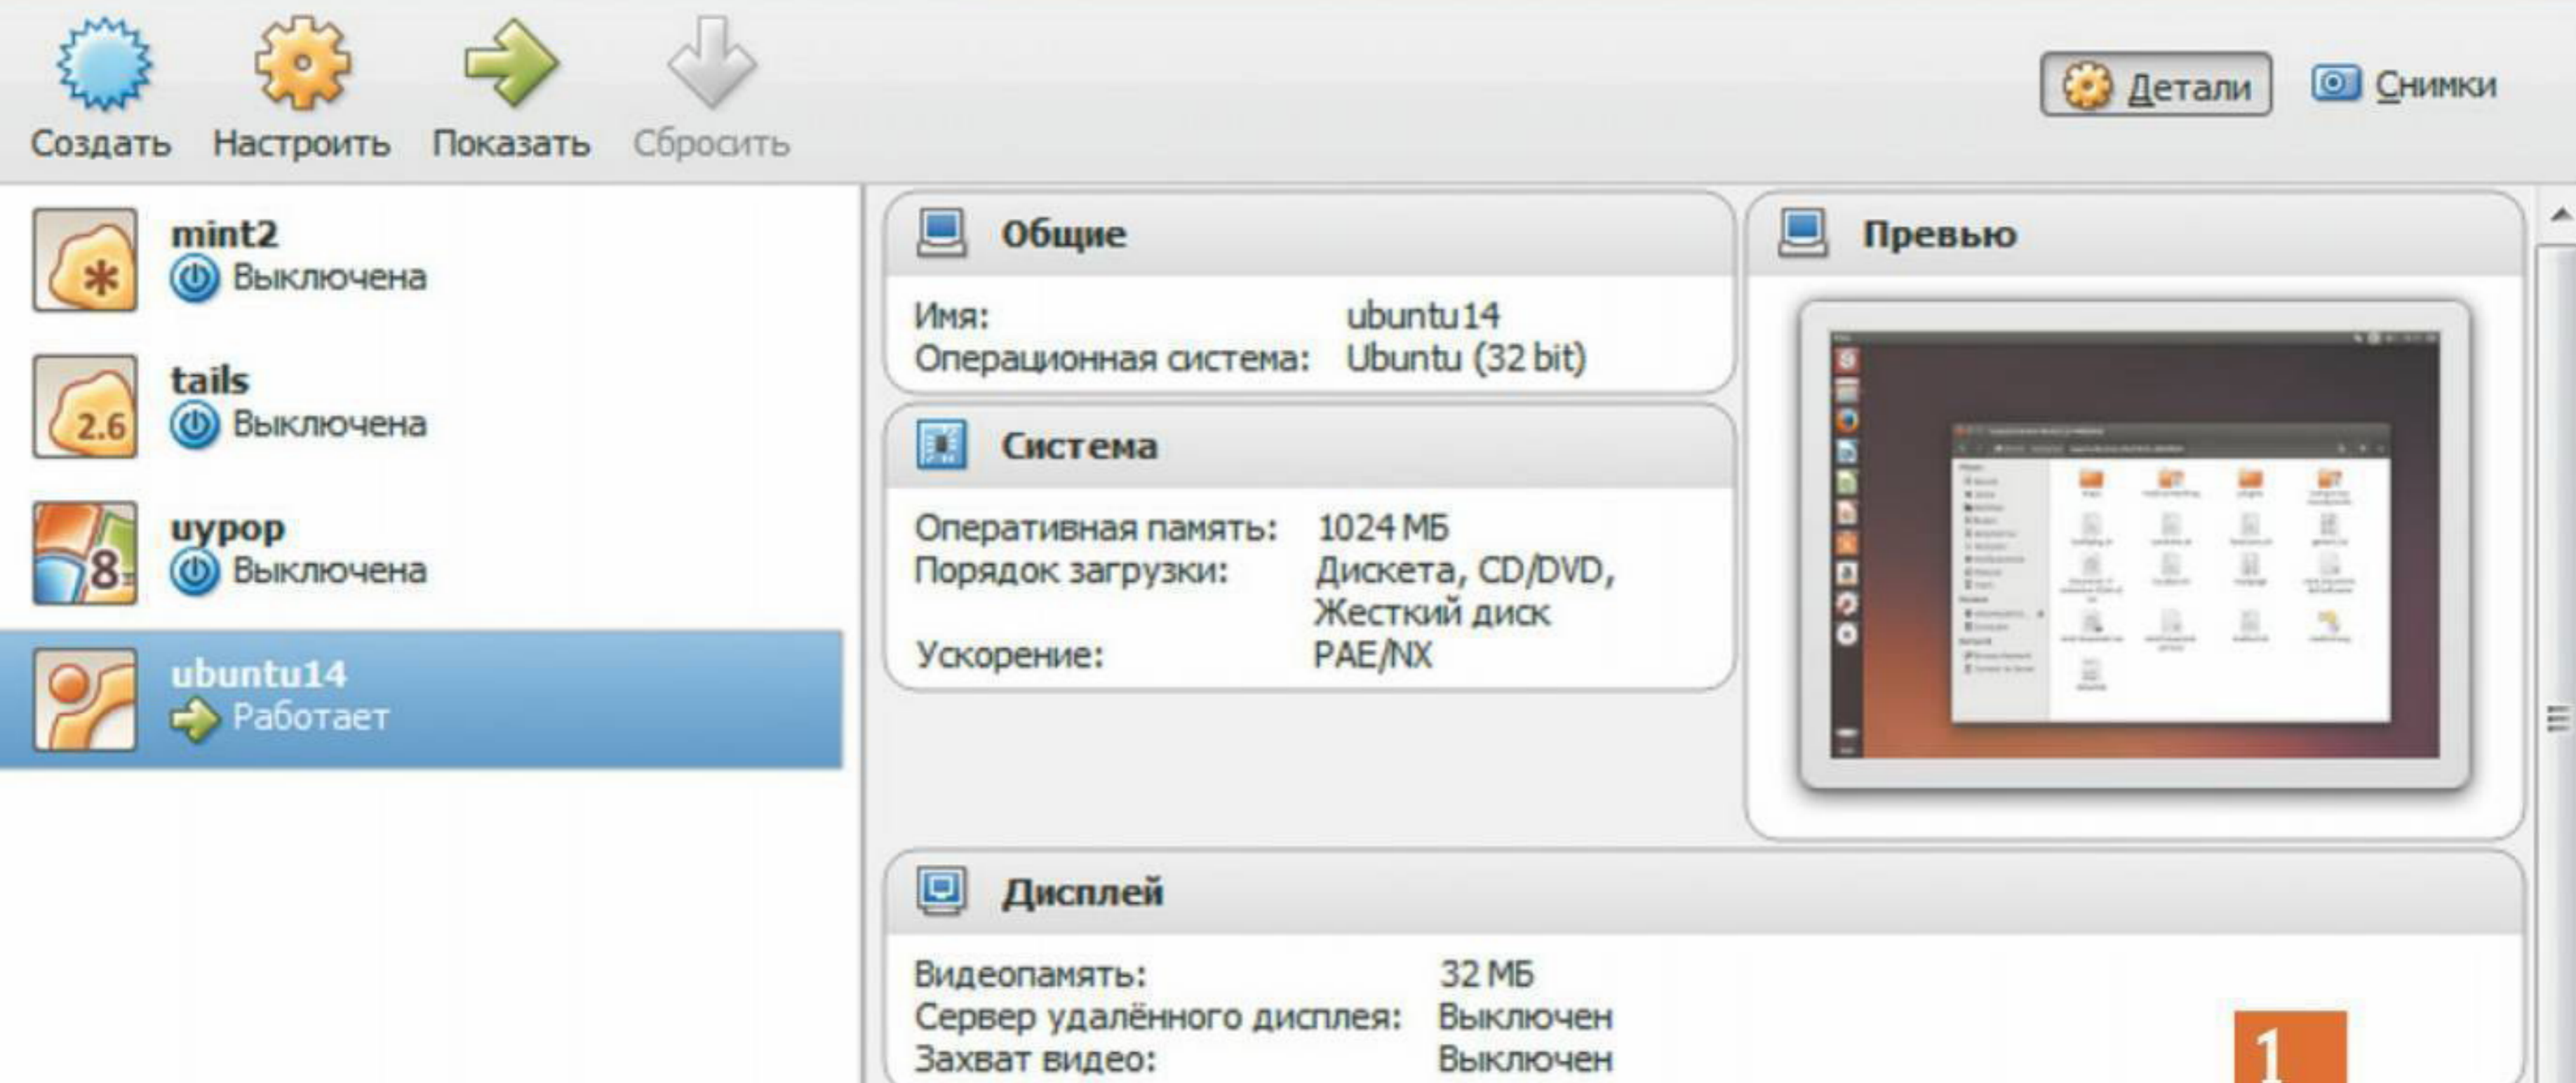 Создать
Настроить
Показать
Сбросить
Детали
Снимки
mint2
Выключена
2.6
tails
Выключена
8
uypop
Выключена
ubuntu14
Работает
Общие
Имя: ubuntu14
Операционная система: Ubuntu (32 bit)
Система
Оперативная память: 1024 МБ
Порядок загрузки: Дискета, CD/DVD,
Жесткий диск
Ускорение: PAE/NX
Превью
Дисплей
Видеопамять: 32 МБ
Сервер удалённого дисплея: Выключен
Захват видео: Выключен
1